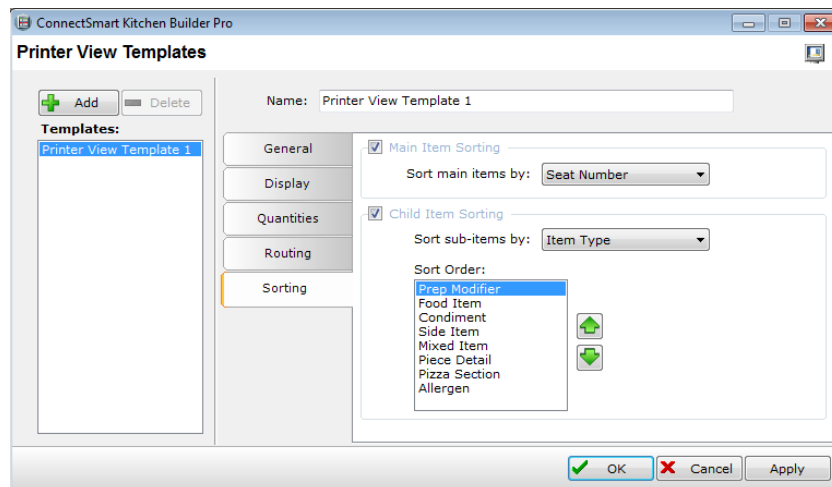 ConnectSmart Kitchen Builder Pro
Printer View Templates
Add
Delete
Templates:
Printer View Template 1
Name: Printer View Template 1
General
Display
Quantities
Routing
Sorting
Main Item Sorting
Sort main items by: Seat Number
Child Item Sorting
Sort sub-items by: Item Type
Sort Order:
Prep Modifier
Food Item
Condiment
Side Item
Mixed Item
Piece Detail
Pizza Section
Allergen
OK
Cancel
Apply